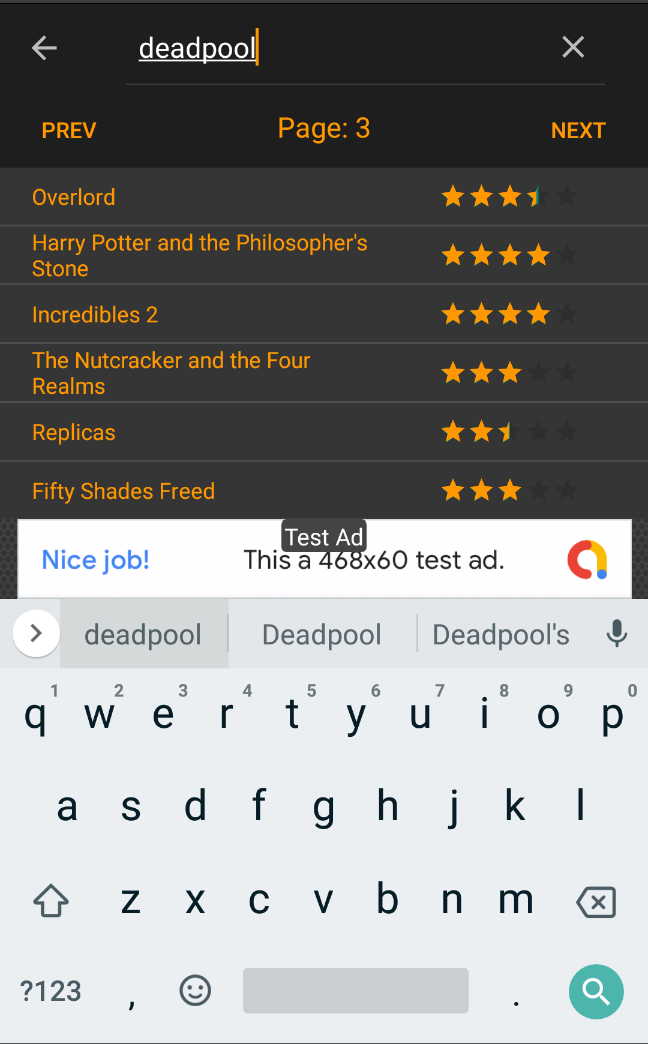 deadpool
PREV Page: 3 NEXT
Overlord
Harry Potter and the Philosopher's
Stone
Incredibles 2
The Nutcracker and the Four
Realms
Replicas
Fifty Shades Freed
Test Ad
Nice job! This a 468x60 test ad.
deadpool Deadpool Deadpool's
1 2 3 4 5 6 7 8 9 0
q w e r t y u i o p
a s d f g h j k l
z x c v b n m
?123 , .